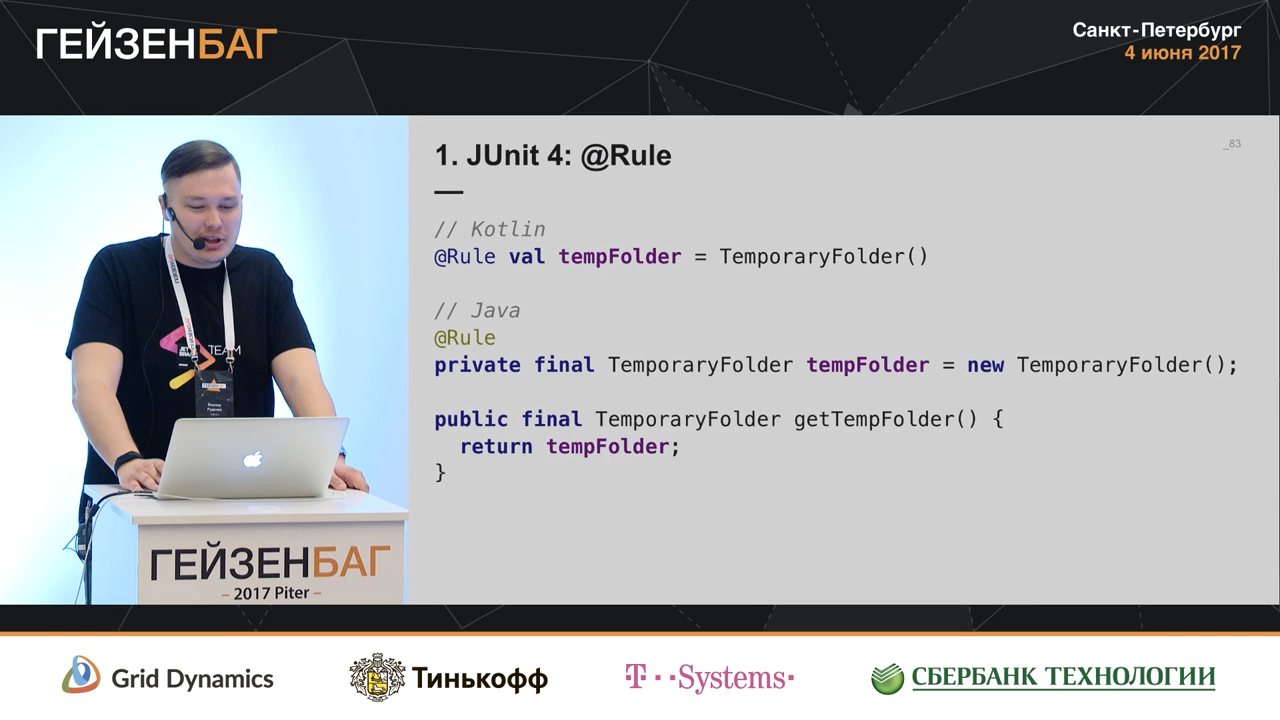 ГЕЙЗЕНБАГ
Санкт-Петербург
4 июня 2017
1. JUnit 4: @Rule
_83
// Kotlin
@Rule val tempFolder = TemporaryFolder()
// Java
@Rule
private final TemporaryFolder tempFolder = new TemporaryFolder();
public final TemporaryFolder getTempFolder() {
return tempFolder;
}
TEAM
ГЕЙЗЕНБАГ
– 2017 Piter –
Grid Dynamics
Тинькофф
T··Systems·
СБЕРБАНК ТЕХНОЛОГИИ